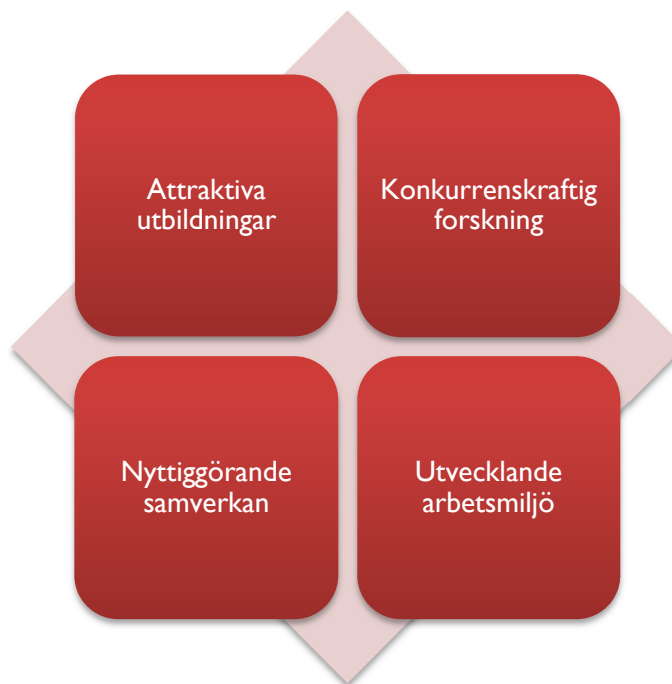 Attraktiva
utbildningar
Konkurrenskraftig
forskning
Nyttiggörande
samverkan
Utvecklande
arbetsmiljö